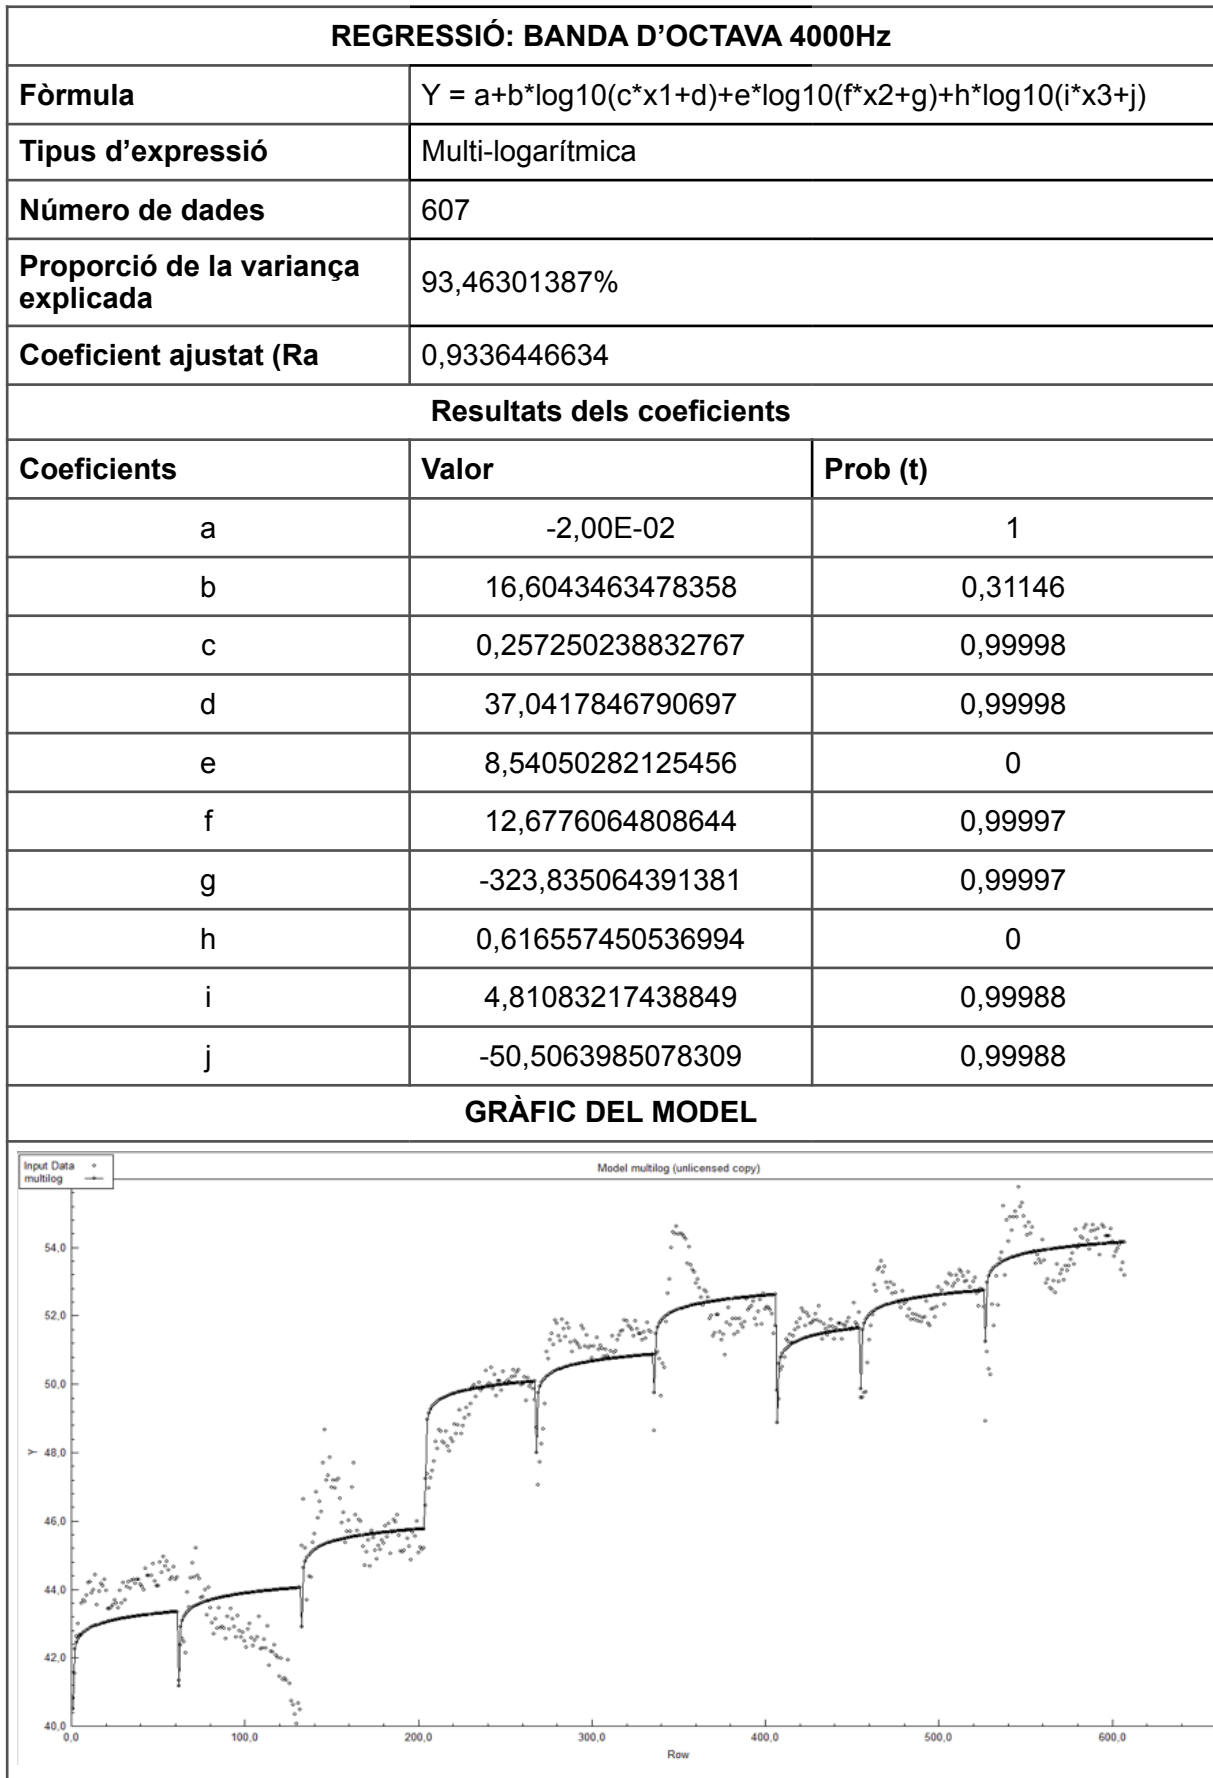 REGRESSIÓ: BANDA D'OCTAVA 4000Hz
Fòrmula Y = a+b*log10(c*x1+d)+e*log10(f*x2+g)+h*log10(i*x3+j)
Tipus d'expressió Multi-logarítmica
Número de dades 607
Proporció de la variança
explicada 93,46301387%
Coeficient ajustat (Ra 0,9336446634
Resultats dels coeficients
Coeficients Valor Prob (t)
a -2,00E-02 1
b 16,6043463478358 0,31146
c 0,257250238832767 0,99998
d 37,0417846790697 0,99998
e 8,54050282125456 0
f 12,6776064808644 0,99997
g -323,835064391381 0,99997
h 0,616557450536994 0
i 4,81083217438849 0,99988
j -50,5063985078309 0,99988
GRÀFIC DEL MODEL
Input Data
multilog
Model multilog (unlicensed copy)
54,0
52,0
50,0
Y
48,0
46,0
44,0
42,0
40,0
0,0 100,0 200,0 300,0 400,0 500,0 600,0
Row